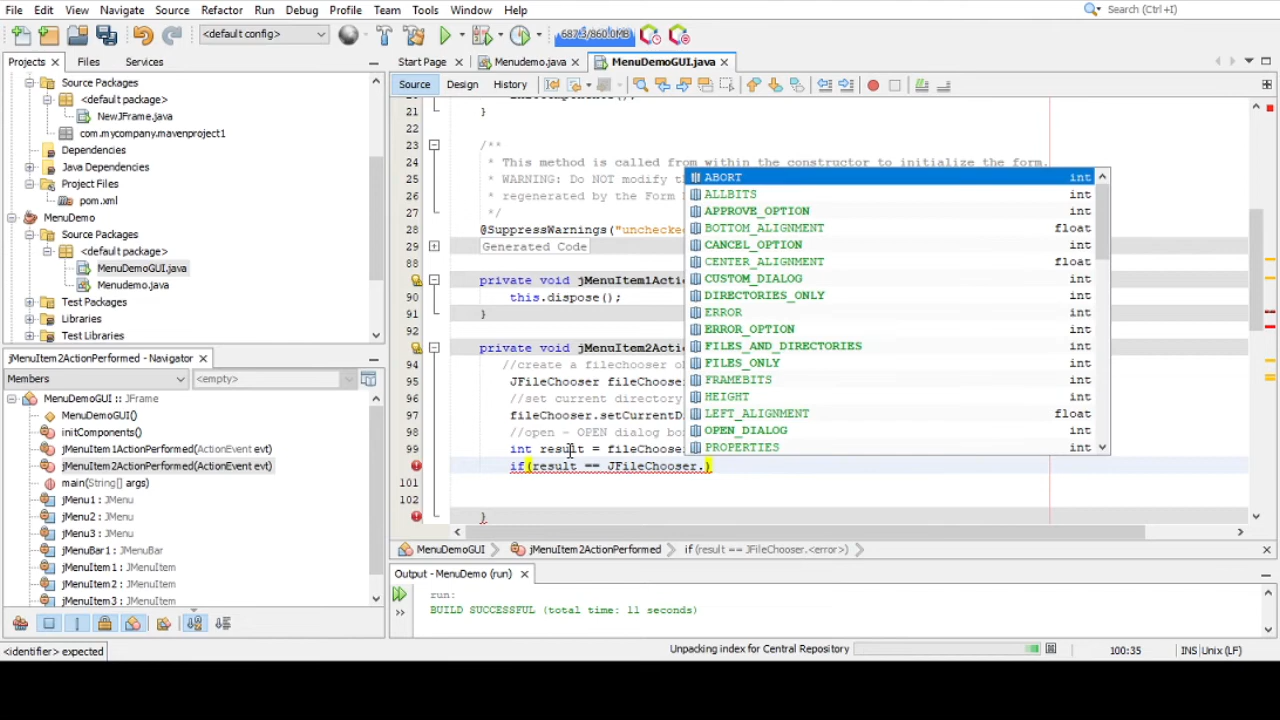 File Edit View Navigate Source Refactor Run Debug Profile Team Tools Window Help Search (Ctrl+I)
<default config> 687.3/860.0MB
Projects Files Services Start Page Menudemo.java MenuDemoGUI.java
Source Design History
Source Packages
<default package>
NewJFrame.java
com.mycompany.mavenproject1
Dependencies
Java Dependencies
Project Files
pom.xml
MenuDemo
Source Packages
<default package>
MenuDemoGUI.java
Menudemo.java
Test Packages
Libraries
Test Libraries
jMenuItem2ActionPerformed - Navigator
Members <empty>
MenuDemoGUI :: JFrame
MenuDemoGUI()
initComponents()
jMenuItem1ActionPerformed(ActionEvent evt)
jMenuItem2ActionPerformed(ActionEvent evt)
main(String[] args)
jMenu1 : JMenu
jMenu2 : JMenu
jMenu3 : JMenu
jMenuBar1 : JMenuBar
jMenuItem1 : JMenuItem
jMenuItem2 : JMenuItem
jMenuItem3 : JMenuItem
21 }
22
23 /**
24 * This method is called from within the constructor to initialize the form.
25 * WARNING: Do NOT modify
26 * regenerated by the Form
27 */
28 @SuppressWarnings("unchecke
29 Generated Code
88
private void jMenuItem1Acti
90 this.dispose();
91 }
92
private void jMenuItem2Acti
94 //create a filechooser
95 JFileChooser fileChoose
96 //set current directory
97 fileChooser.setCurrentD
98 //open - OPEN dialog bo
99 int result = fileChoose
if(result == JFileChooser.)
101
102
}
ABORT int
ALLBITS int
APPROVE_OPTION int
BOTTOM_ALIGNMENT float
CANCEL_OPTION int
CENTER_ALIGNMENT float
CUSTOM_DIALOG int
DIRECTORIES_ONLY int
ERROR int
ERROR_OPTION int
FILES_AND_DIRECTORIES int
FILES_ONLY int
FRAMEBITS int
HEIGHT int
LEFT_ALIGNMENT float
OPEN_DIALOG int
PROPERTIES int
MenuDemoGUI jMenuItem2ActionPerformed if (result == JFileChooser.<error>)
Output - MenuDemo (run)
run:
BUILD SUCCESSFUL (total time: 11 seconds)
<identifier> expected Unpacking index for Central Repository 100:35 INS Unix (LF)